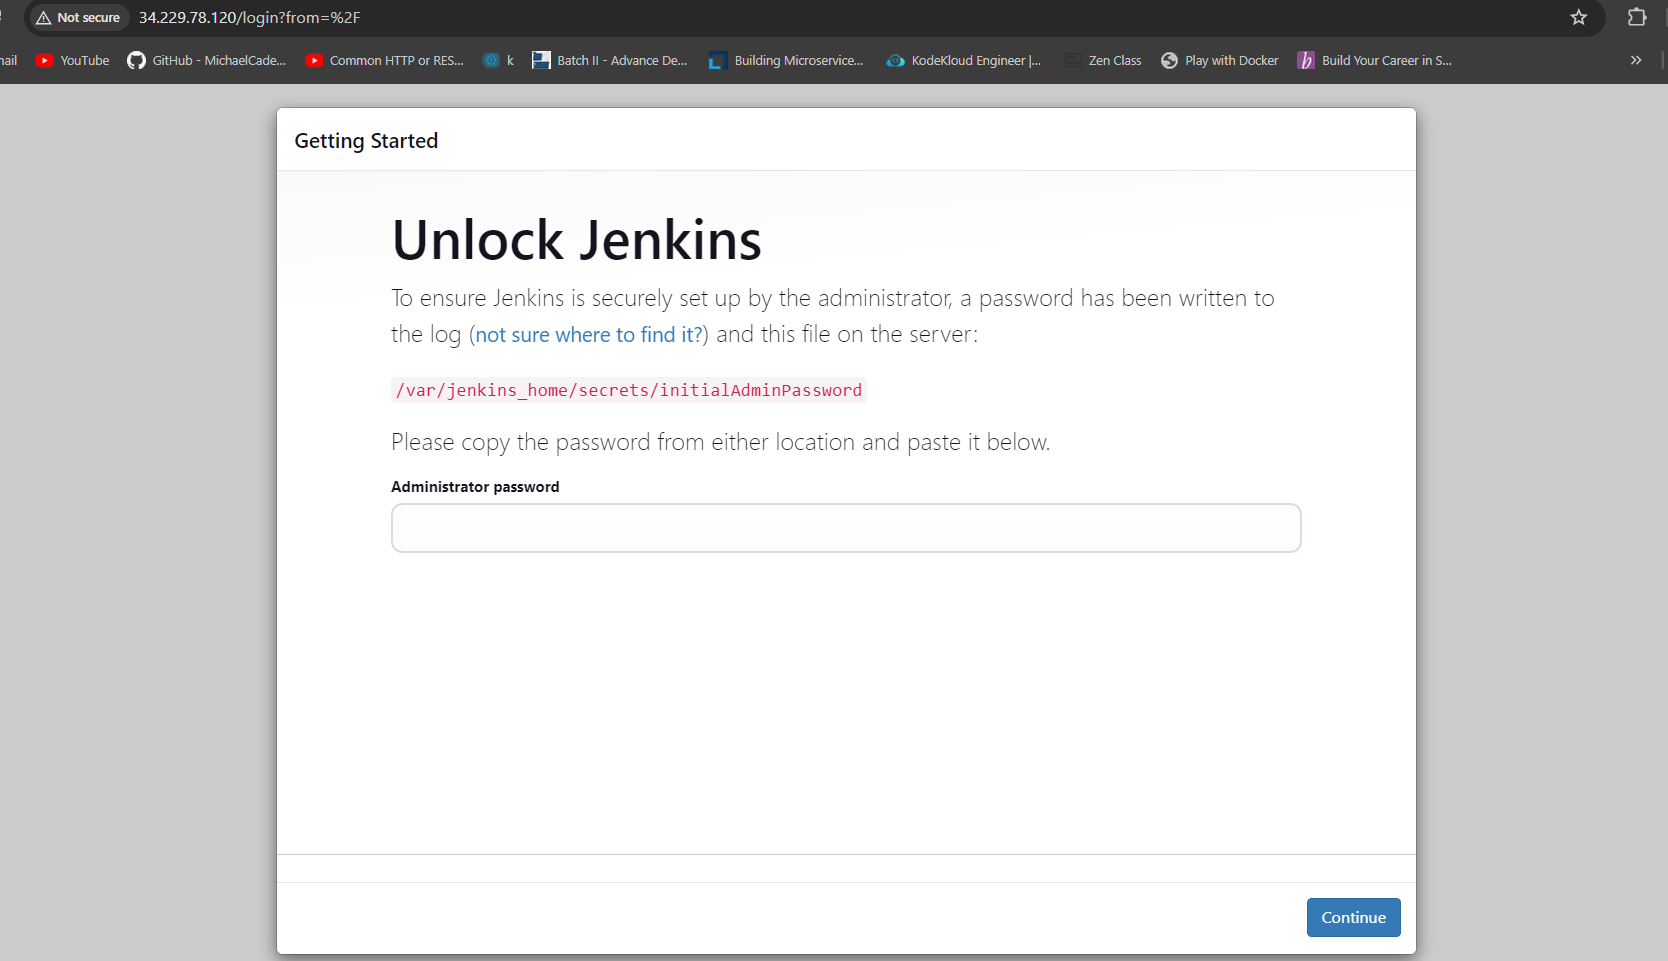 Not secure 34.229.78.120/login?from=%2F
ail YouTube GitHub - MichaelCade... Common HTTP or RES... k Batch II - Advance De... Building Microservice... KodeKloud Engineer |... Zen Class Play with Docker Build Your Career in S... »
Getting Started
Unlock Jenkins
To ensure Jenkins is securely set up by the administrator, a password has been written to
the log (not sure where to find it?) and this file on the server:
/var/jenkins_home/secrets/initialAdminPassword
Please copy the password from either location and paste it below.
Administrator password
Continue